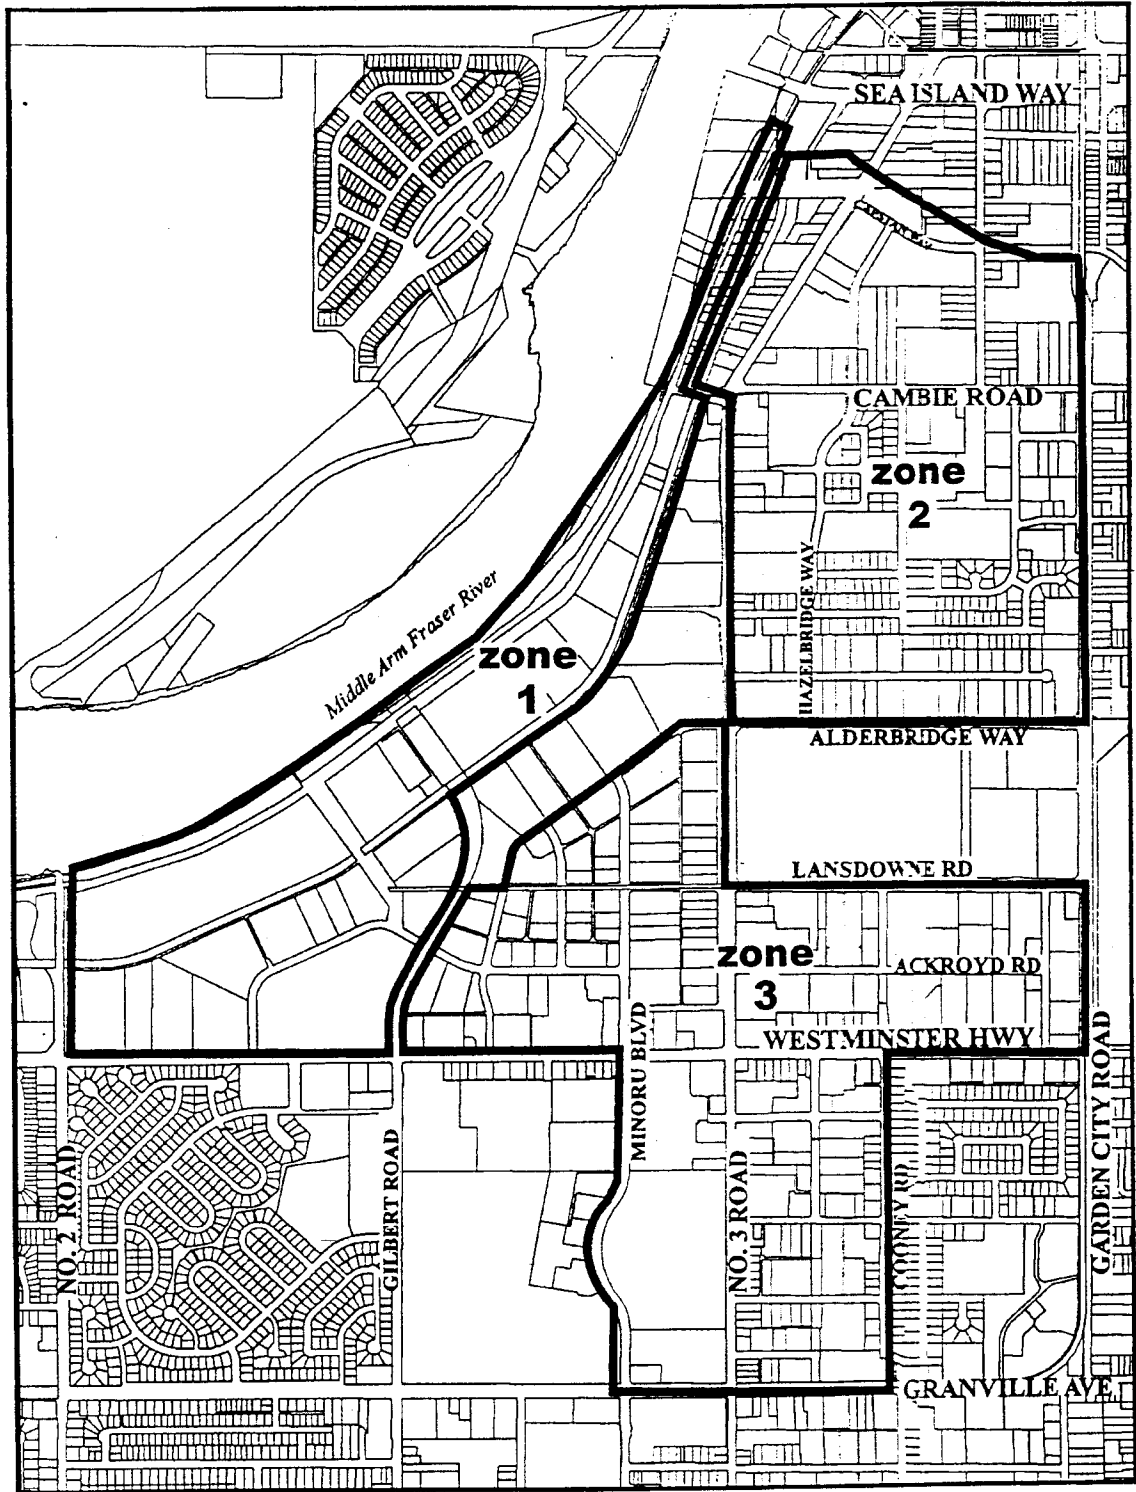 SEA ISLAND WAY
CAMBIE ROAD
zone
2
HAZELBRIDGE WAY
Middle Arm Fraser River
zone
1
ALDERBRIDGE WAY
LANSDOWNE RD
zone
3
ACKROYD RD
WESTMINSTER HWY
MINORU BLVD
NO. 2 ROAD
GILBERT ROAD
NO. 3 ROAD
COONEY RD
GARDEN CITY ROAD
GRANVILLE AVE